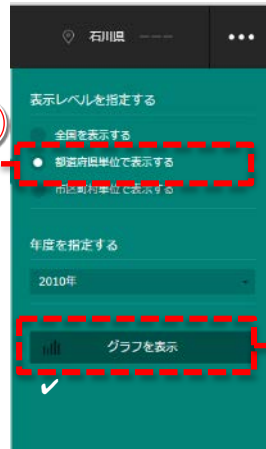 石川県 ---
表示レベルを指定する
全国を表示する
都道府県単位で表示する
市区町村単位で表示する
年度を指定する
2010年
グラフを表示